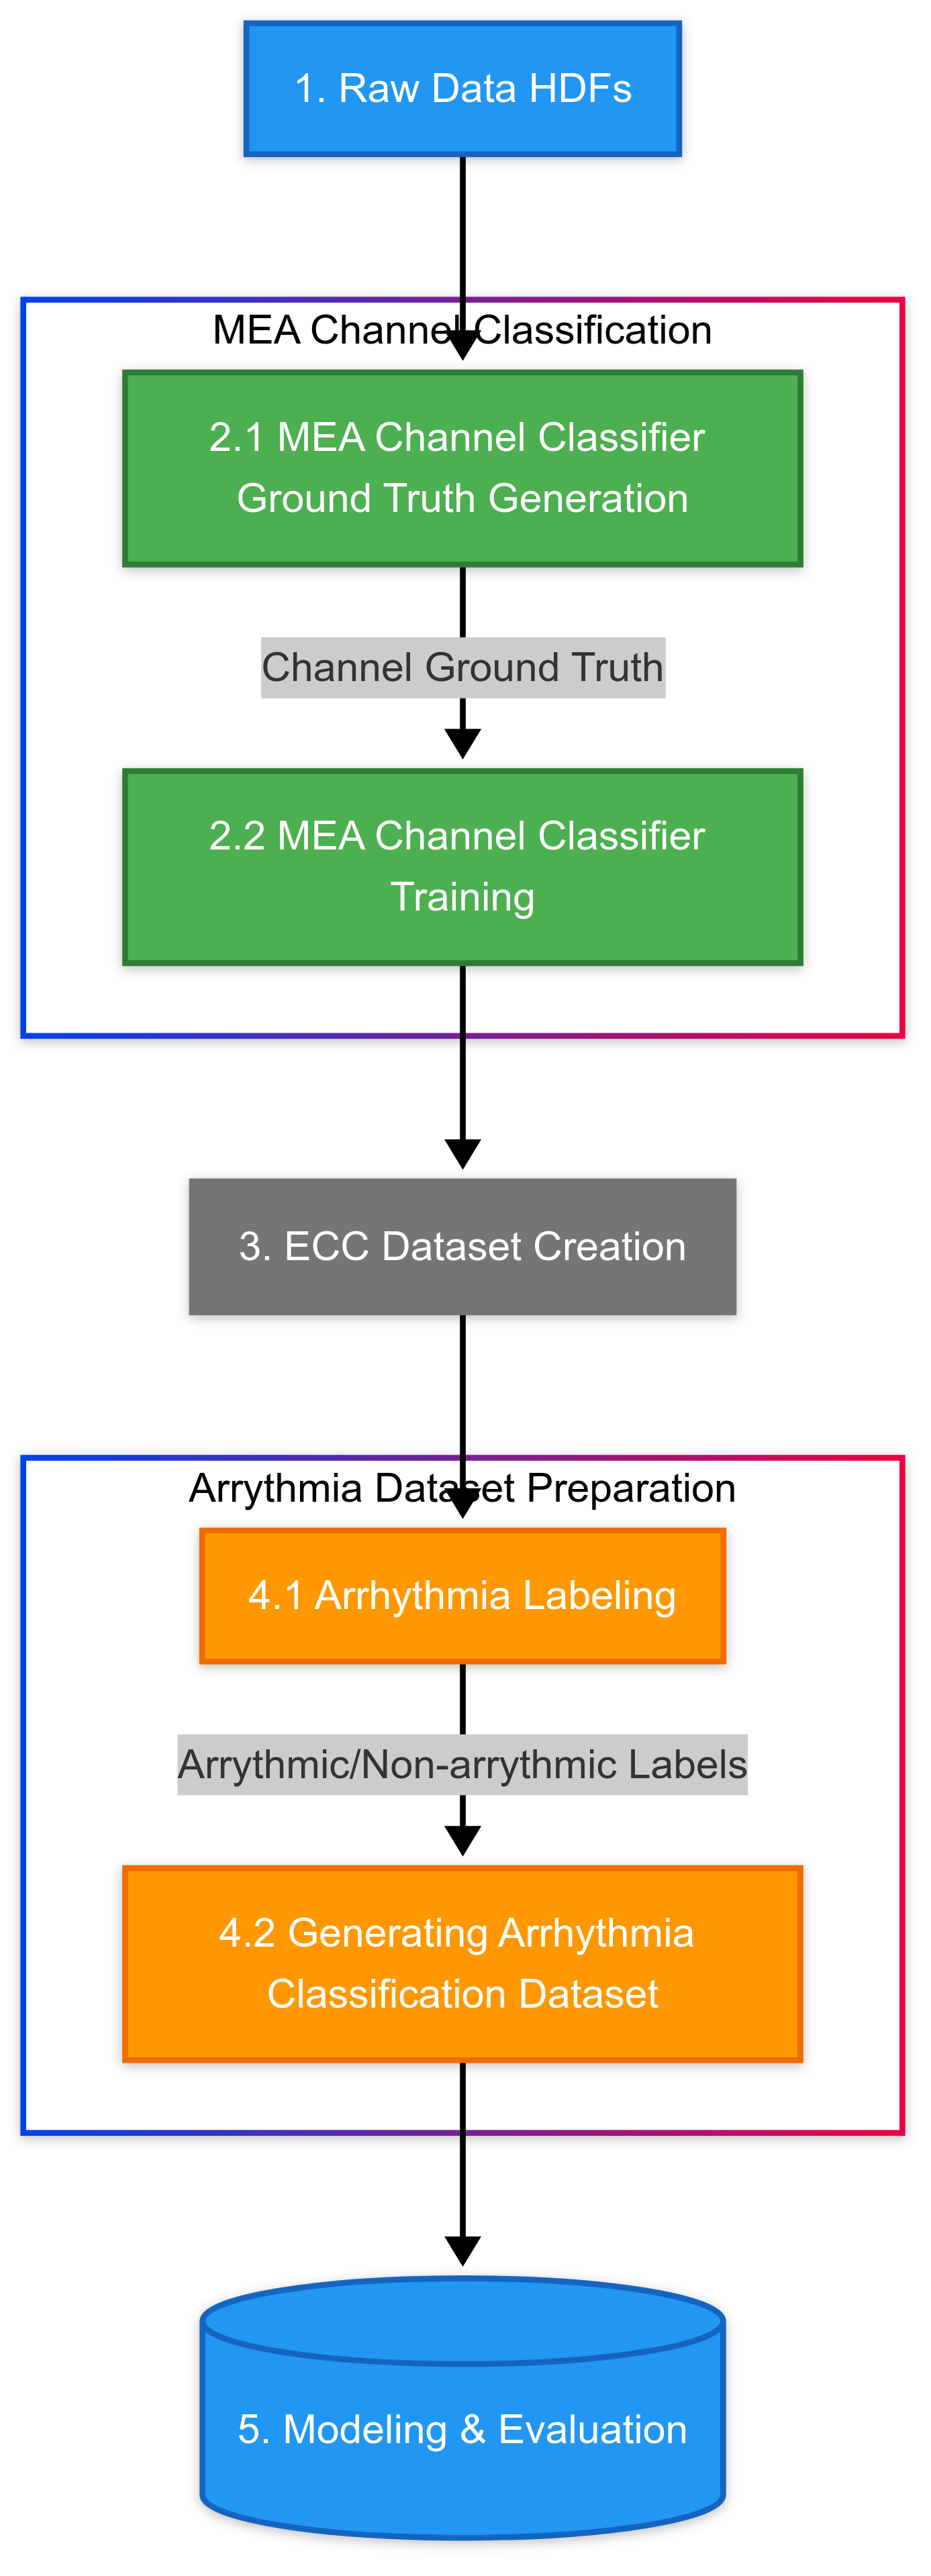 1. Raw Data HDFs
MEA Channel Classification
2.1 MEA Channel Classifier
Ground Truth Generation
Channel Ground Truth
2.2 MEA Channel Classifier
Training
3. ECC Dataset Creation
Arrythmia Dataset Preparation
4.1 Arrhythmia Labeling
Arrythmic/Non-arrythmic Labels
4.2 Generating Arrhythmia
Classification Dataset
5. Modeling & Evaluation